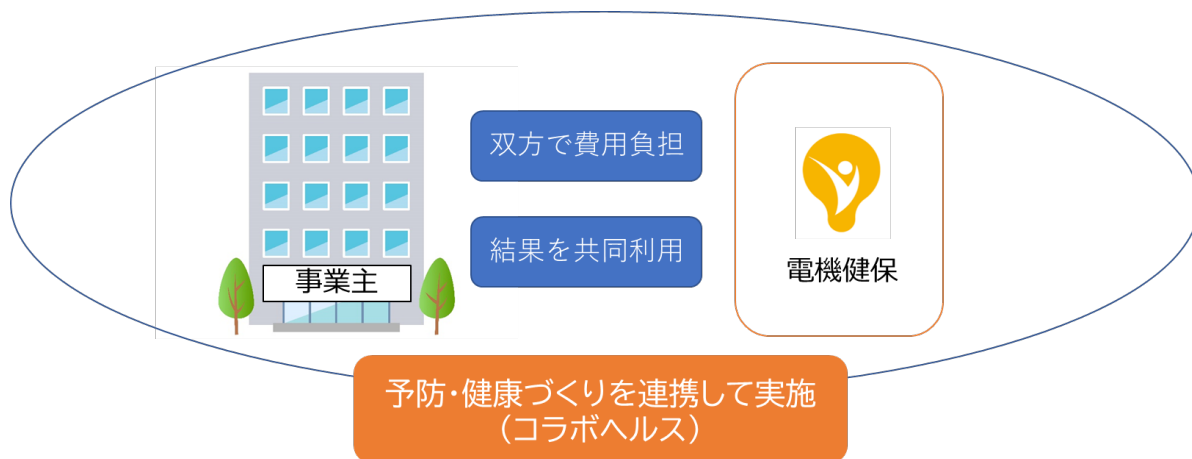 双方で費用負担
結果を共同利用
事業主
電機健保
予防・健康づくりを連携して実施
(コラボヘルス)